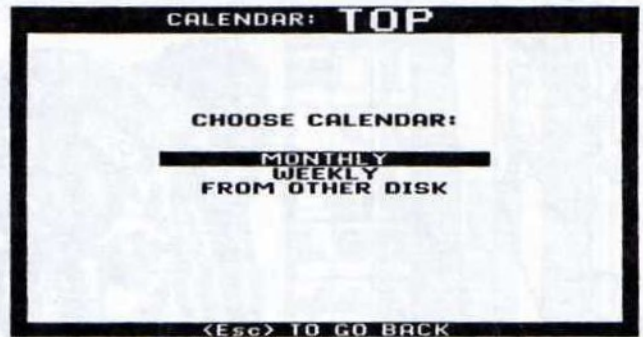 CALENDAR: TOP
CHOOSE CALENDAR:
MONTHLY
WEEKLY
FROM OTHER DISK
<Esc> TO GO BACK